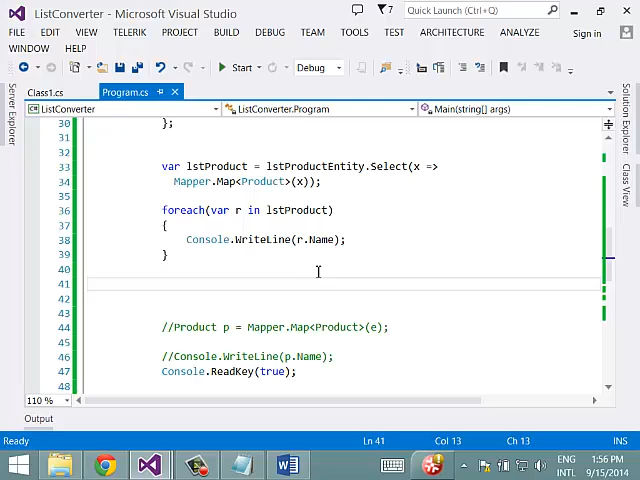 ListConverter - Microsoft Visual Studio
7
Quick Launch (Ctrl+Q)
FILE EDIT VIEW TELERIK PROJECT BUILD DEBUG TEAM TOOLS TEST ARCHITECTURE ANALYZE
Sign in
WINDOW HELP
Start Debug
Class1.cs Program.cs
Server Explorer
Solution Explorer
Class View
ListConverter ListConverter.Program Main(string[] args)
30 };
31
32
33 var lstProduct = lstProductEntity.Select(x =>
34 Mapper.Map<Product>(x));
35
36 foreach(var r in lstProduct)
37 {
38 Console.WriteLine(r.Name);
39 }
40
41
42
43
44 //Product p = Mapper.Map<Product>(e);
45
46 //Console.WriteLine(p.Name);
47 Console.ReadKey(true);
48
110 %
Output
Ready Ln 41 Col 13 Ch 13 INS
ENG 1:56 PM
INTL 9/15/2014